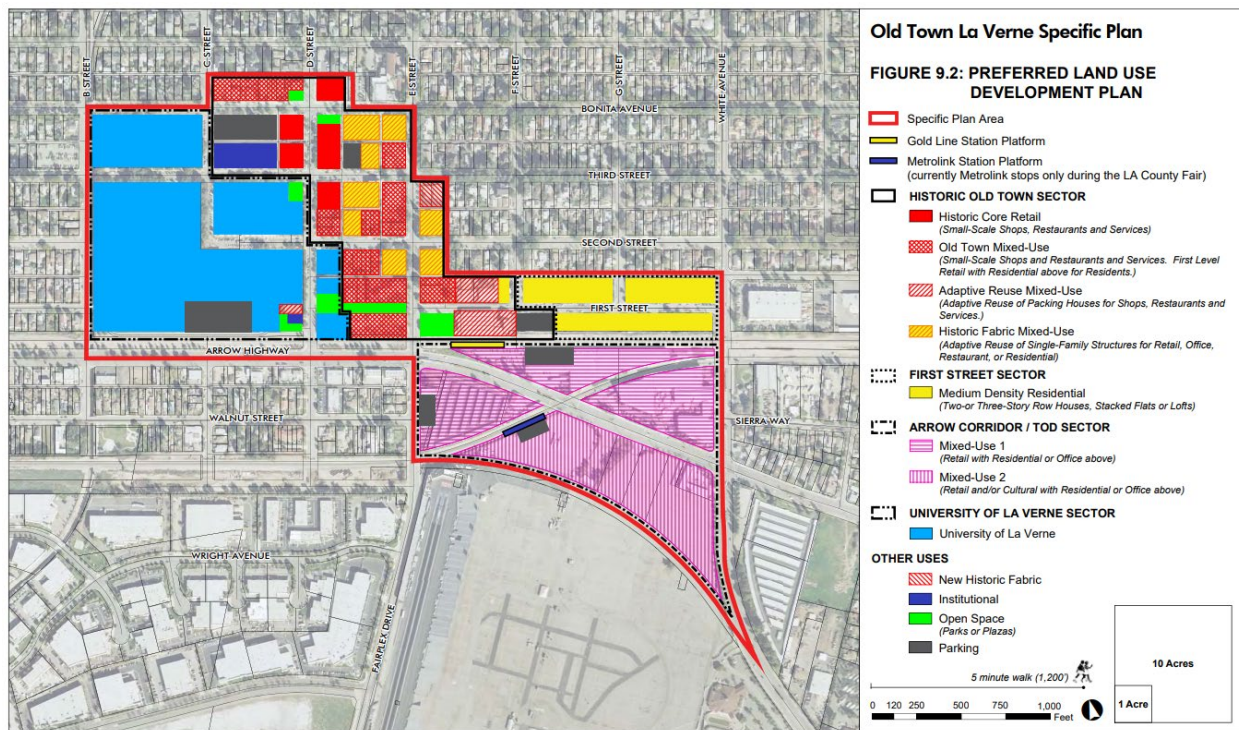 Old Town La Verne Specific Plan
FIGURE 9.2: PREFERRED LAND USE
DEVELOPMENT PLAN
Specific Plan Area
Gold Line Station Platform
Metrolink Station Platform
(currently Metrolink stops only during the LA County Fair)
HISTORIC OLD TOWN SECTOR
Historic Core Retail
(Small-Scale Shops, Restaurants and Services)
Old Town Mixed-Use
(Small-Scale Shops and Restaurants and Services. First Level
Retail with Residential above for Residents.)
Adaptive Reuse Mixed-Use
(Adaptive Reuse of Packing Houses for Shops, Restaurants and
Services.)
Historic Fabric Mixed-Use
(Adaptive Reuse of Single-Family Structures for Retail, Office,
Restaurant, or Residential)
FIRST STREET SECTOR
Medium Density Residential
(Two-or Three-Story Row Houses, Stacked Flats or Lofts)
ARROW CORRIDOR / TOD SECTOR
Mixed-Use 1
(Retail with Residential or Office above)
Mixed-Use 2
(Retail and/or Cultural with Residential or Office above)
UNIVERSITY OF LA VERNE SECTOR
University of La Verne
OTHER USES
New Historic Fabric
Institutional
Open Space
(Parks or Plazas)
Parking
5 minute walk (1,200')
0 120 250 500 750 1,000
Feet
10 Acres
1 Acre
B STREET
C STREET
D STREET
E STREET
F STREET
G STREET
WHITE AVENUE
BONITA AVENUE
THIRD STREET
SECOND STREET
FIRST STREET
ARROW HIGHWAY
WALNUT STREET
SIERRA WAY
WRIGHT AVENUE
FAIRPLEX DRIVE